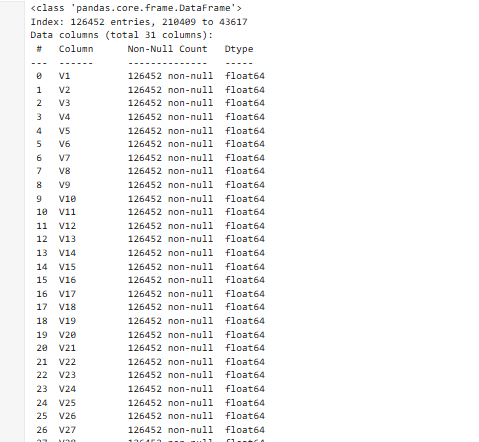 <class 'pandas.core.frame.DataFrame'>
Index: 126452 entries, 210409 to 43617
Data columns (total 31 columns):
 #   Column     Non-Null Count   Dtype
---  ------     --------------   -----
 0   V1         126452 non-null  float64
 1   V2         126452 non-null  float64
 2   V3         126452 non-null  float64
 3   V4         126452 non-null  float64
 4   V5         126452 non-null  float64
 5   V6         126452 non-null  float64
 6   V7         126452 non-null  float64
 7   V8         126452 non-null  float64
 8   V9         126452 non-null  float64
 9   V10        126452 non-null  float64
 10  V11        126452 non-null  float64
 11  V12        126452 non-null  float64
 12  V13        126452 non-null  float64
 13  V14        126452 non-null  float64
 14  V15        126452 non-null  float64
 15  V16        126452 non-null  float64
 16  V17        126452 non-null  float64
 17  V18        126452 non-null  float64
 18  V19        126452 non-null  float64
 19  V20        126452 non-null  float64
 20  V21        126452 non-null  float64
 21  V22        126452 non-null  float64
 22  V23        126452 non-null  float64
 23  V24        126452 non-null  float64
 24  V25        126452 non-null  float64
 25  V26        126452 non-null  float64
 26  V27        126452 non-null  float64